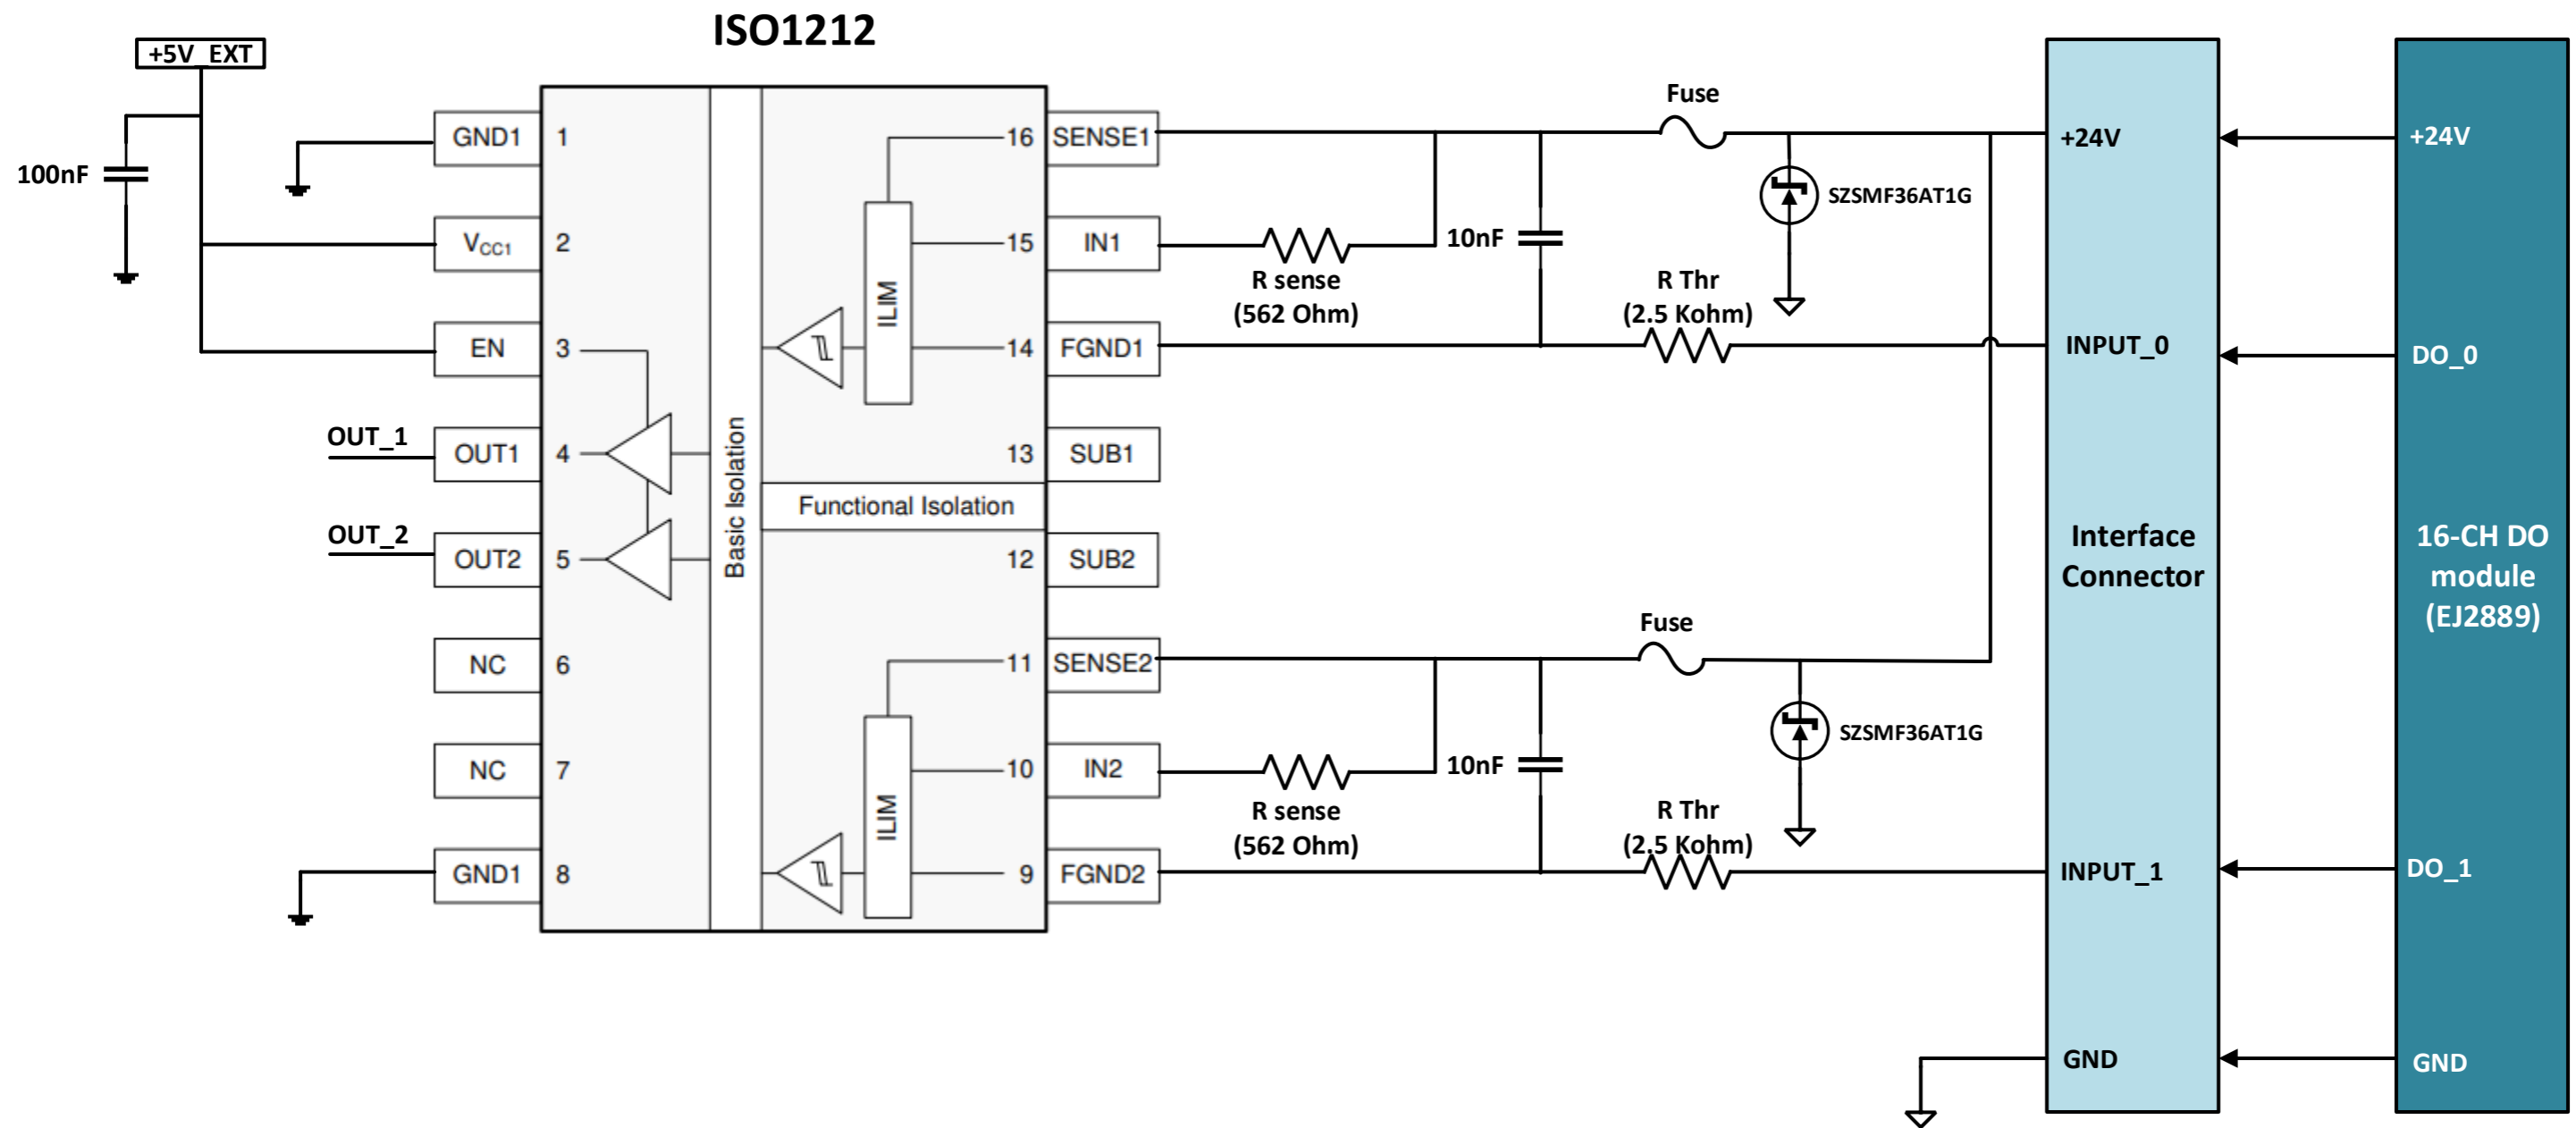 ISO1212
+5V_EXT
100nF
GND1
1
VCC1
2
EN
3
OUT_1
OUT1
4
OUT_2
OUT2
5
NC
6
NC
7
GND1
8
Basic Isolation
Functional Isolation
ILIM
ILIM
16
SENSE1
15
IN1
14
FGND1
13
SUB1
12
SUB2
11
SENSE2
10
IN2
9
FGND2
R sense
(562 Ohm)
10nF
Fuse
SZSMF36AT1G
R Thr
(2.5 Kohm)
R sense
(562 Ohm)
10nF
Fuse
SZSMF36AT1G
R Thr
(2.5 Kohm)
+24V
INPUT_0
Interface
Connector
INPUT_1
GND
+24V
DO_0
16-CH DO
module
(EJ2889)
DO_1
GND